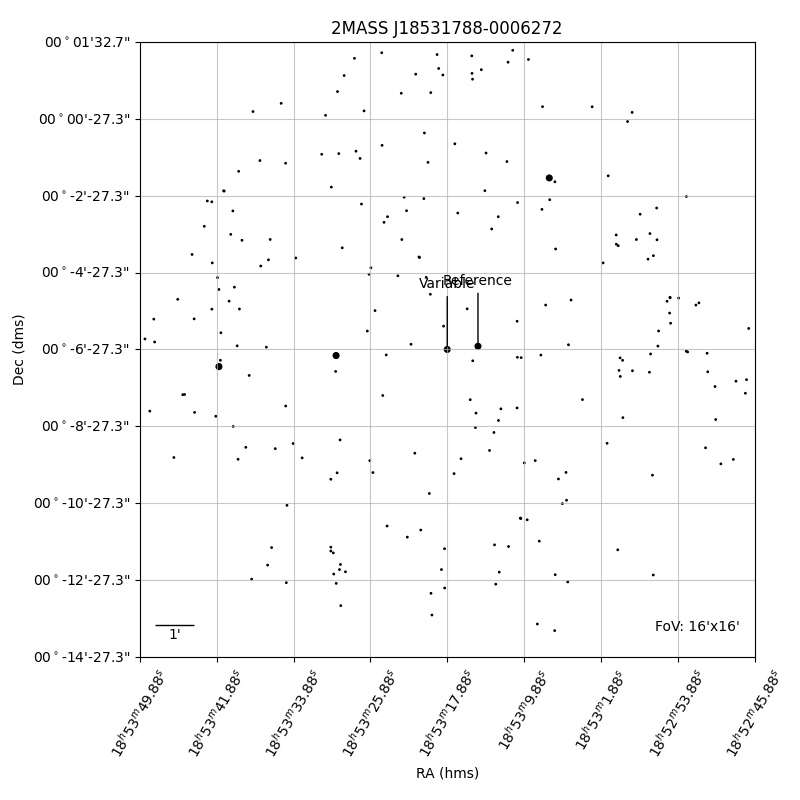 2MASS J18531788-0006272
00°01'32.7"
00°00'-27.3"
00°-2'-27.3"
00°-4'-27.3"
00°-6'-27.3"
00°-8'-27.3"
00°-10'-27.3"
00°-12'-27.3"
00°-14'-27.3"
Dec (dms)
Variable
Reference
1'
FoV: 16'x16'
18h53m49.88s
18h53m41.88s
18h53m33.88s
18h53m25.88s
18h53m17.88s
18h53m9.88s
18h53m1.88s
18h52m53.88s
18h52m45.88s
RA (hms)